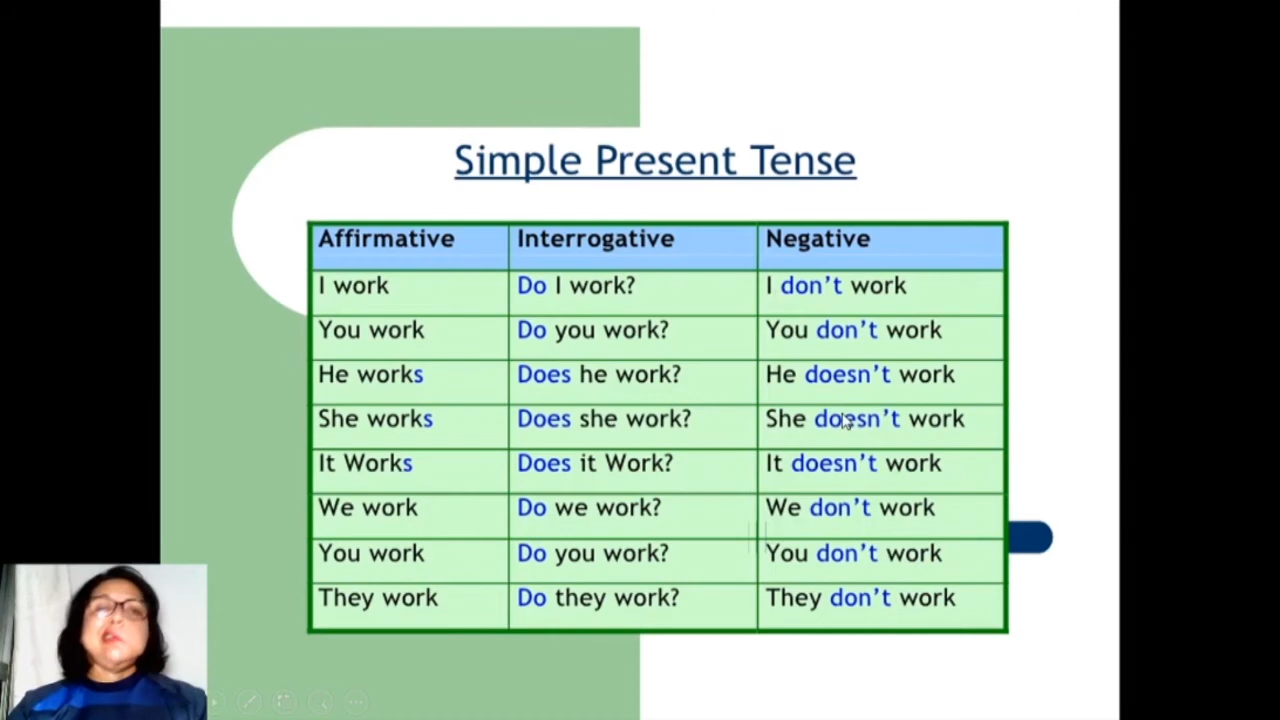 Simple Present Tense
Affirmative Interrogative Negative
I work Do I work? I don't work
You work Do you work? You don't work
He works Does he work? He doesn't work
She works Does she work? She doesn't work
It Works Does it Work? It doesn't work
We work Do we work? We don't work
You work Do you work? You don't work
They work Do they work? They don't work